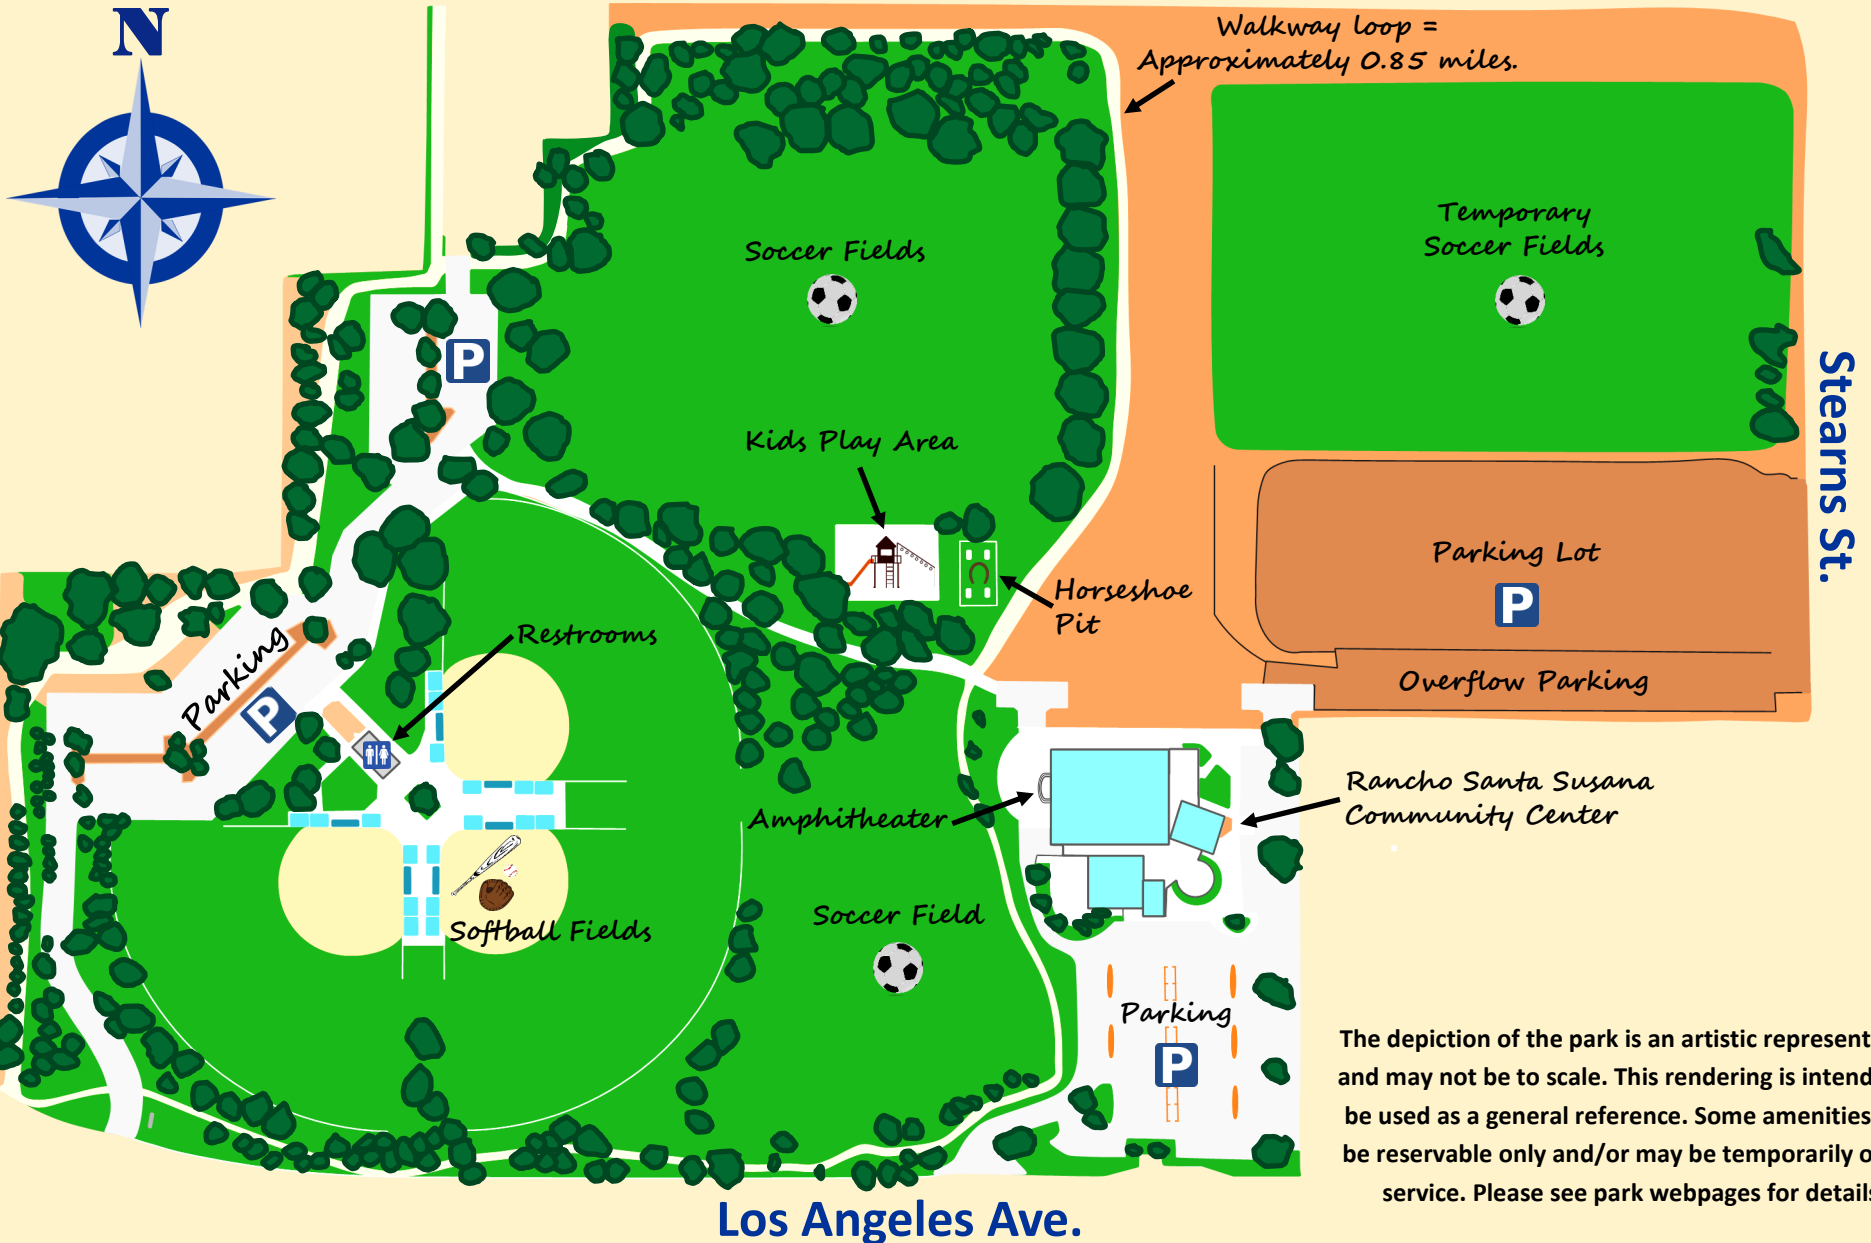 N
Walkway loop =
Approximately 0.85 miles.
Soccer Fields
Temporary
Soccer Fields
P
Stearns St.
Kids Play Area
Parking Lot
P
Horseshoe
Pit
Restrooms
Parking
P
Overflow Parking
Amphitheater
Rancho Santa Susana
Community Center
Softball Fields
Soccer Field
Parking
P
The depiction of the park is an artistic represent
and may not be to scale. This rendering is intend
be used as a general reference. Some amenities
be reservable only and/or may be temporarily o
service. Please see park webpages for details
Los Angeles Ave.